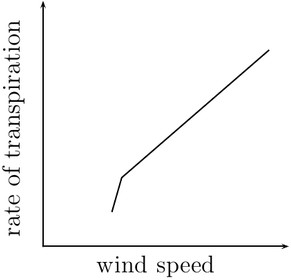 rate of transpiration
wind speed